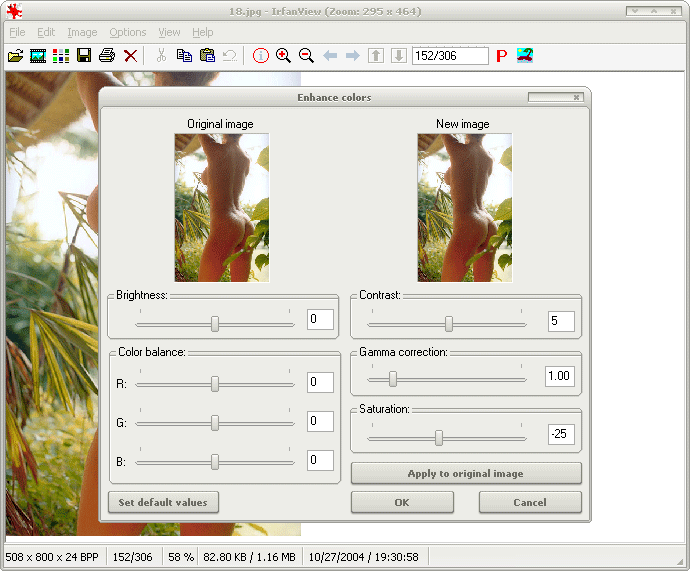 18.jpg - IrfanView (Zoom: 295 x 464)
File Edit Image Options View Help
152/306
Enhance colors
Original image New image
Brightness: 0
Contrast: 5
Color balance:
R: 0
G: 0
B: 0
Gamma correction: 1.00
Saturation: -25
Apply to original image
Set default values OK Cancel
508 x 800 x 24 BPP 152/306 58 % 82.80 KB / 1.16 MB 10/27/2004 / 19:30:58